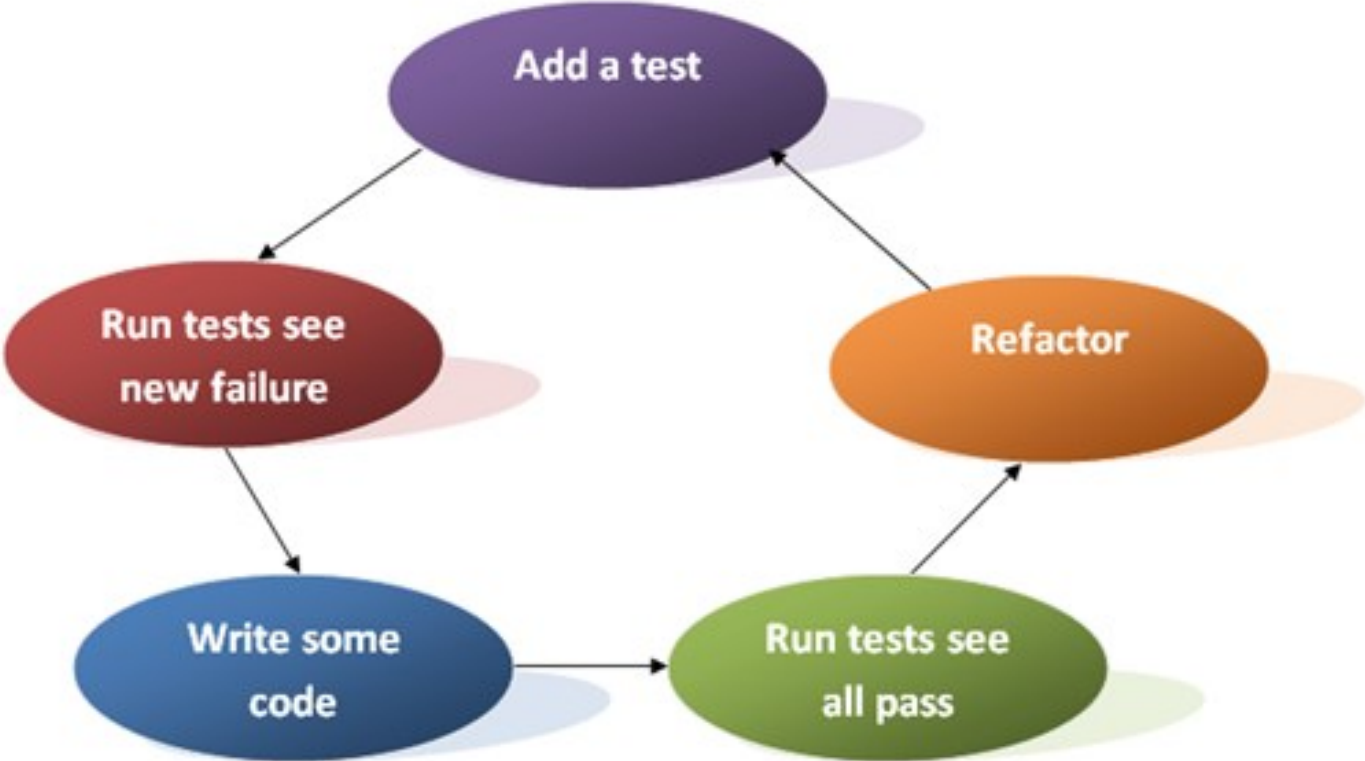 Add a test
Run tests see
new failure
Write some
code
Run tests see
all pass
Refactor